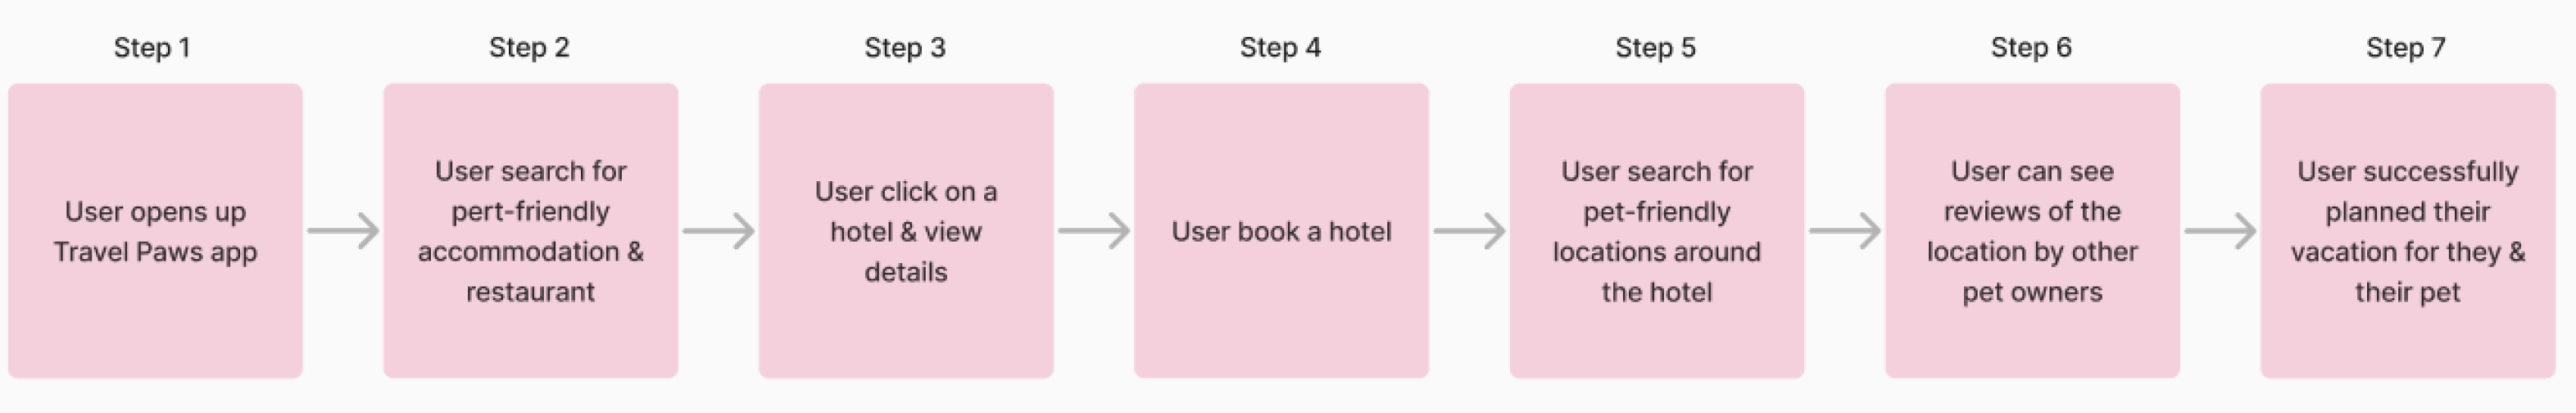 Step 1
User opens up
Travel Paws app
Step 2
User search for
pert-friendly
accommodation &
restaurant
Step 3
User click on a
hotel & view
details
Step 4
User book a hotel
Step 5
User search for
pet-friendly
locations around
the hotel
Step 6
User can see
reviews of the
location by other
pet owners
Step 7
User successfully
planned their
vacation for they &
their pet